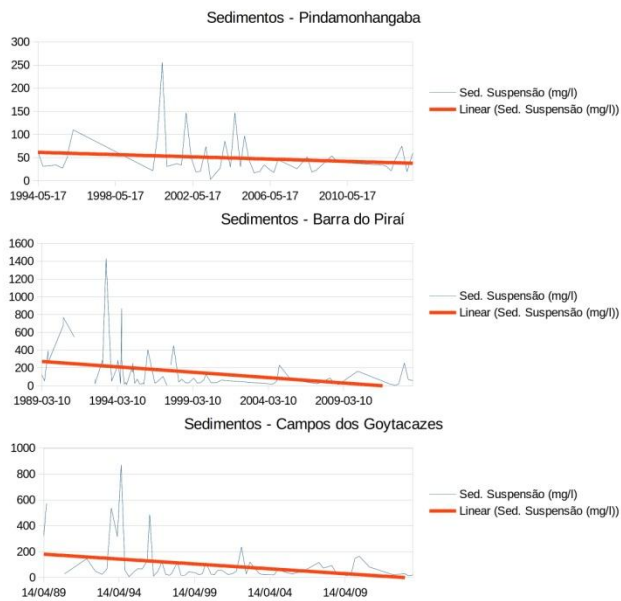 Sedimentos - Pindamonhangaba
300
250
200
150
100
50
0
1994-05-17 1998-05-17 2002-05-17 2006-05-17 2010-05-17
Sed. Suspensão (mg/l)
Linear (Sed. Suspensão (mg/l))
Sedimentos - Barra do Piraí
1600
1400
1200
1000
800
600
400
200
0
1989-03-10 1994-03-10 1999-03-10 2004-03-10 2009-03-10
Sed. Suspensão (mg/l)
Linear (Sed. Suspensão (mg/l))
Sedimentos - Campos dos Goytacazes
1000
800
600
400
200
0
14/04/89 14/04/94 14/04/99 14/04/04 14/04/09
Sed. Suspensão (mg/l)
Linear (Sed. Suspensão (mg/l))